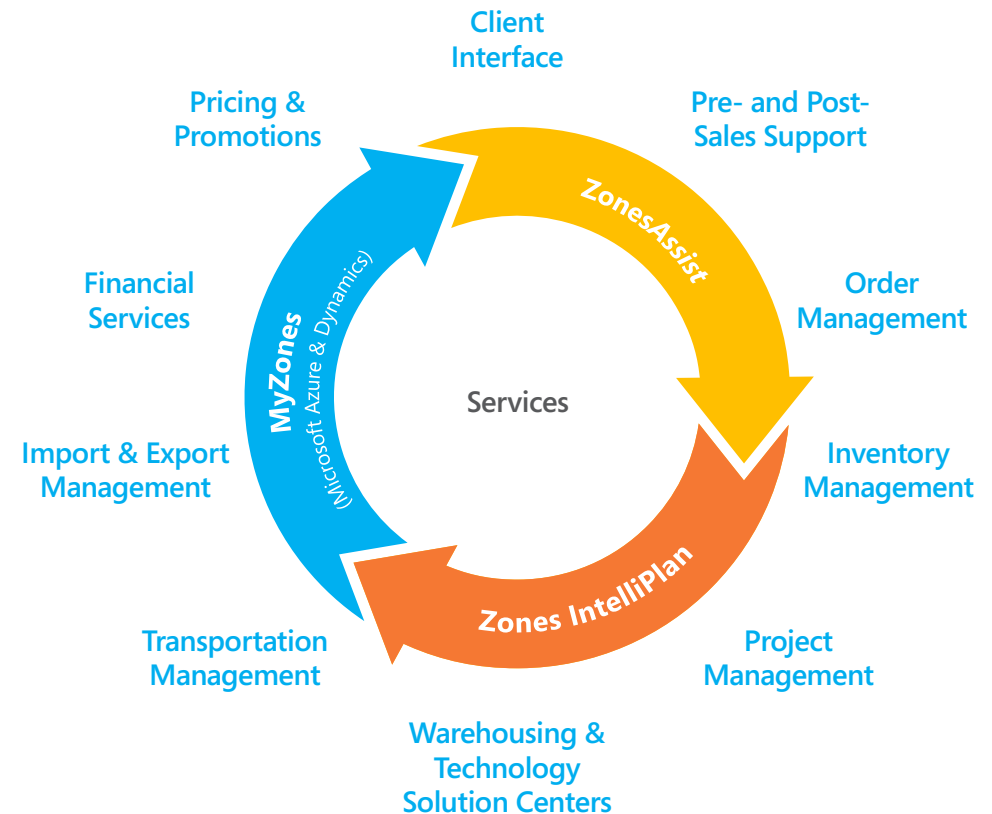 Client
Interface
Pre- and Post-
Sales Support
Pricing &
Promotions
ZonesAssist
Order
Management
Financial
Services
MyZones
(Microsoft Azure & Dynamics)
Services
Inventory
Management
Import & Export
Management
Zones IntelliPlan
Project
Management
Transportation
Management
Warehousing &
Technology
Solution Centers